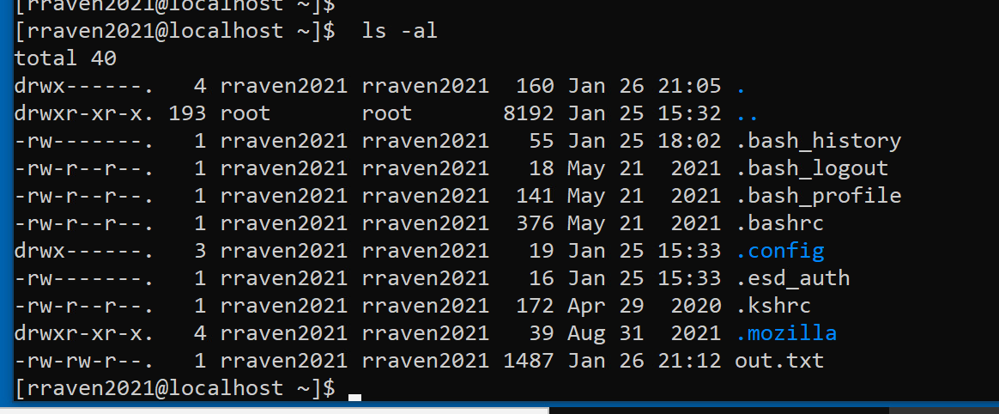 [rraven2021@localhost ~]$
[rraven2021@localhost ~]$  ls -al
total 40
drwx------.   4 rraven2021 rraven2021  160 Jan 26 21:05 .
drwxr-xr-x. 193 root       root       8192 Jan 25 15:32 ..
-rw-------.   1 rraven2021 rraven2021   55 Jan 25 18:02 .bash_history
-rw-r--r--.   1 rraven2021 rraven2021   18 May 21  2021 .bash_logout
-rw-r--r--.   1 rraven2021 rraven2021  141 May 21  2021 .bash_profile
-rw-r--r--.   1 rraven2021 rraven2021  376 May 21  2021 .bashrc
drwx------.   3 rraven2021 rraven2021   19 Jan 25 15:33 .config
-rw-------.   1 rraven2021 rraven2021   16 Jan 25 15:33 .esd_auth
-rw-r--r--.   1 rraven2021 rraven2021  172 Apr 29  2020 .kshrc
drwxr-xr-x.   4 rraven2021 rraven2021   39 Aug 31  2021 .mozilla
-rw-rw-r--.   1 rraven2021 rraven2021 1487 Jan 26 21:12 out.txt
[rraven2021@localhost ~]$